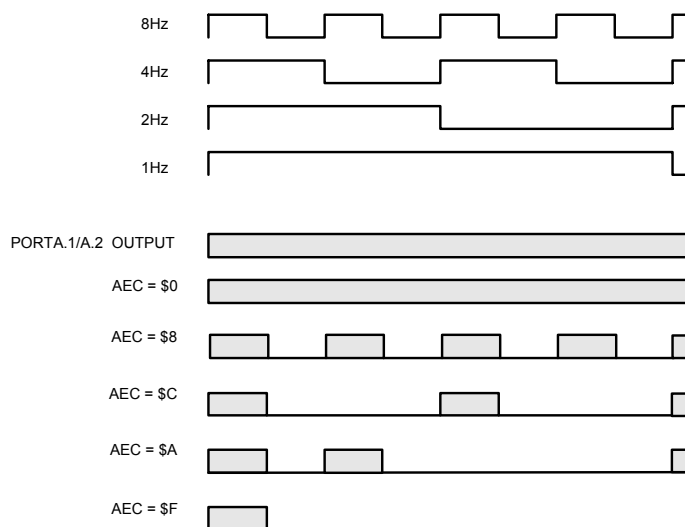 8Hz
4Hz
2Hz
1Hz
PORTA.1/A.2 OUTPUT
AEC = $0
AEC = $8
AEC = $C
AEC = $A
AEC = $F